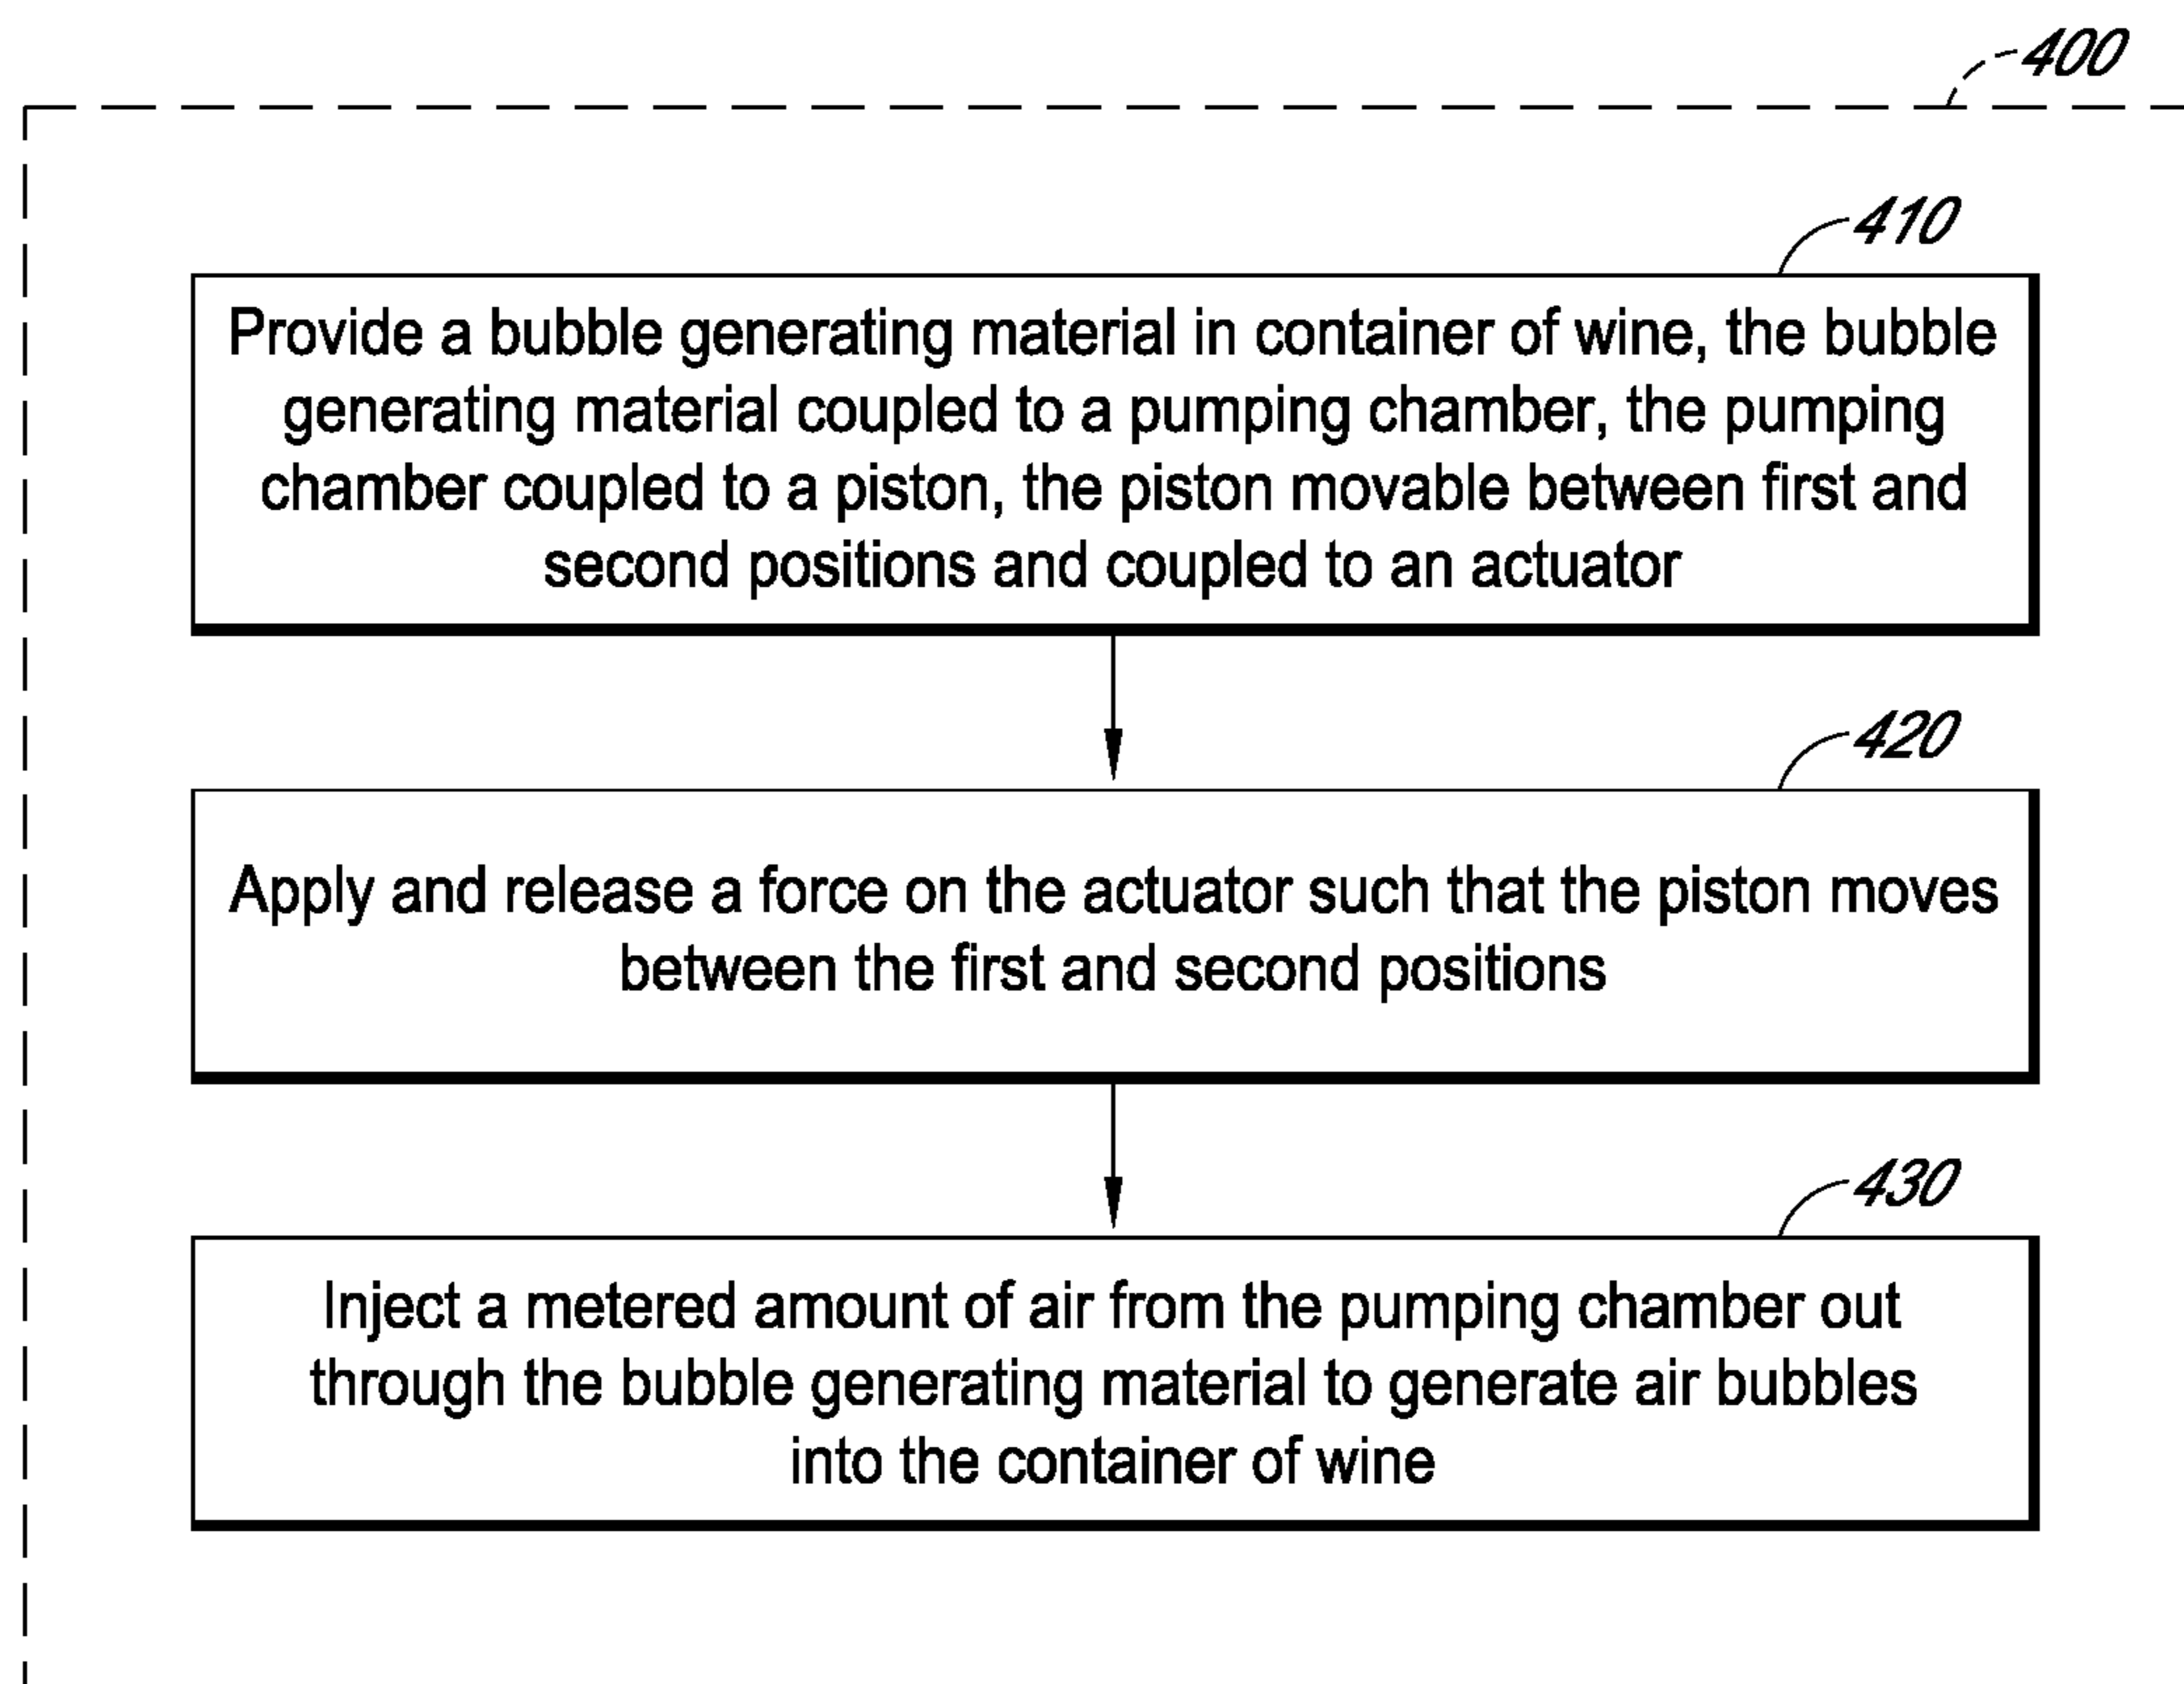 400
410
Provide a bubble generating material in container of wine, the bubble
generating material coupled to a pumping chamber, the pumping
chamber coupled to a piston, the piston movable between first and
second positions and coupled to an actuator
420
Apply and release a force on the actuator such that the piston moves
between the first and second positions
430
Inject a metered amount of air from the pumping chamber out
through the bubble generating material to generate air bubbles
into the container of wine